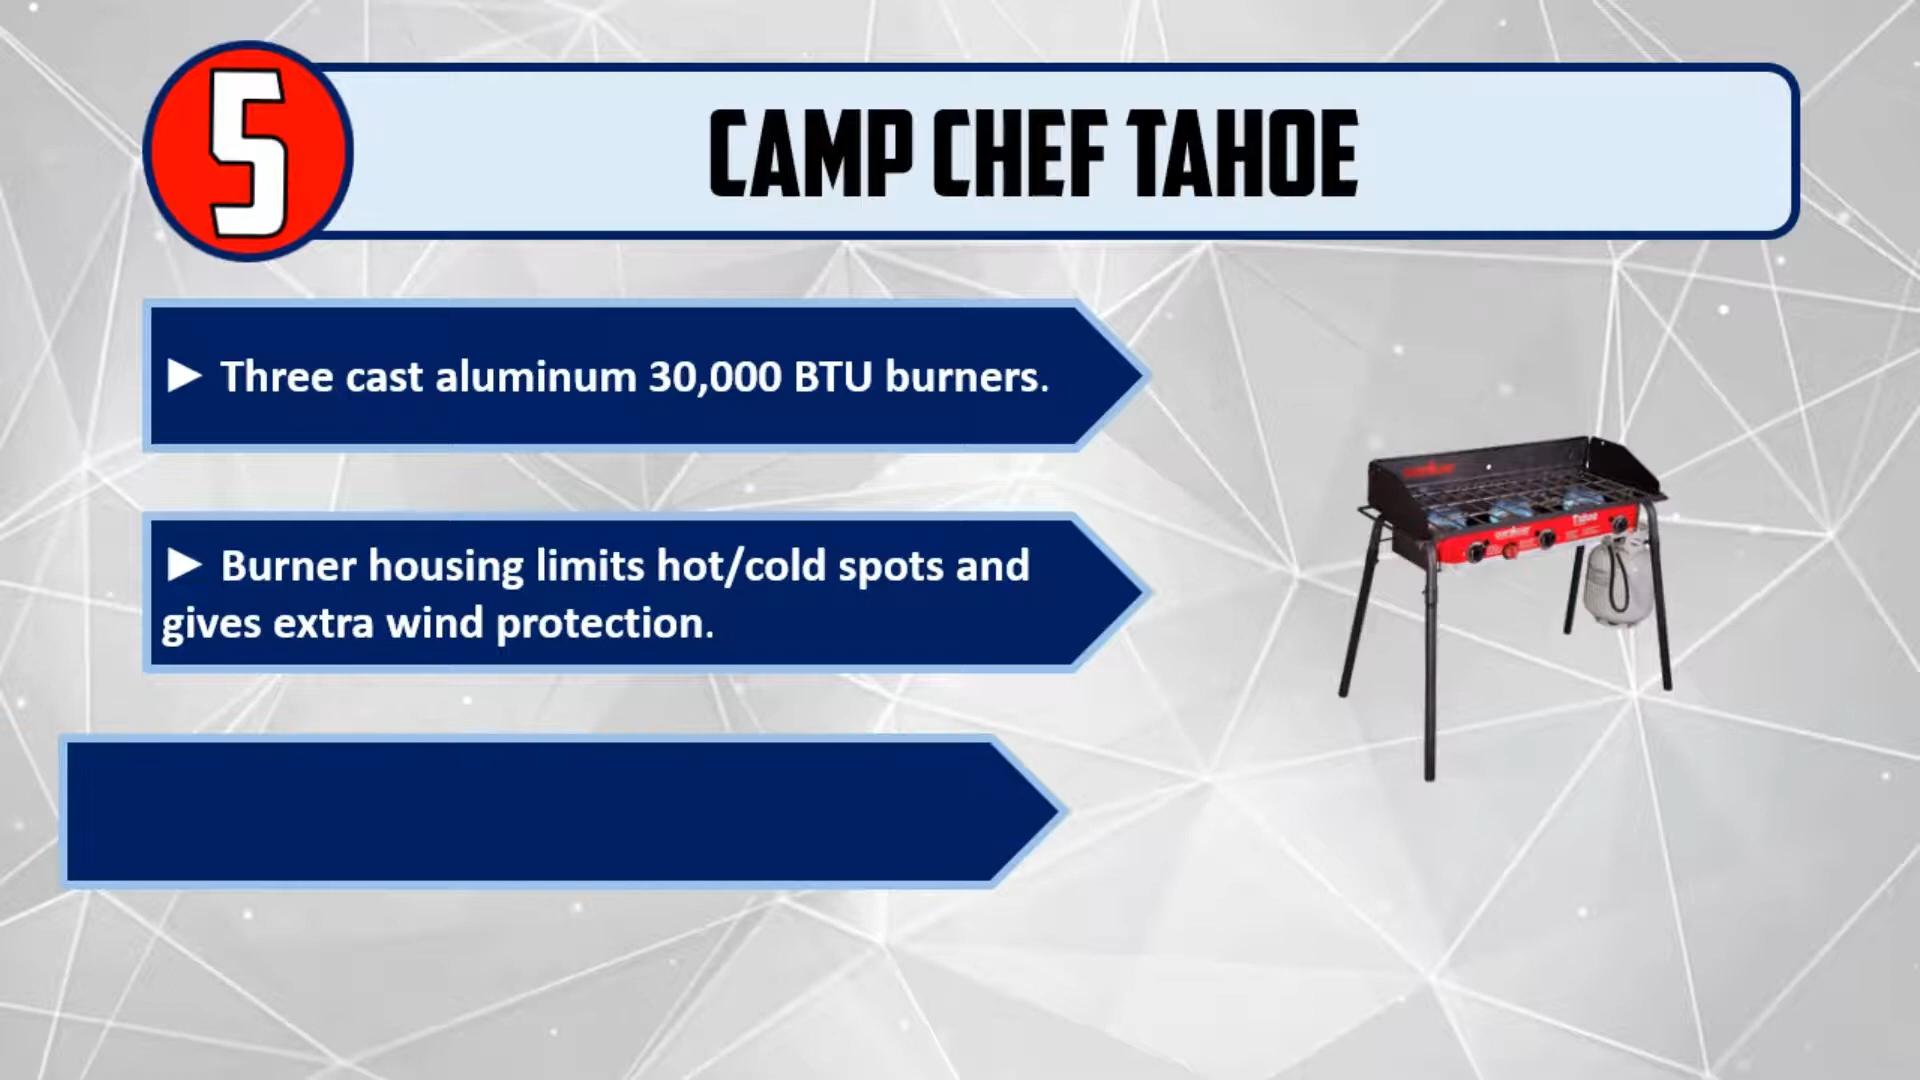 5
CAMP CHEF TAHOE
► Three cast aluminum 30,000 BTU burners.
► Burner housing limits hot/cold spots and
gives extra wind protection.
Tahoe